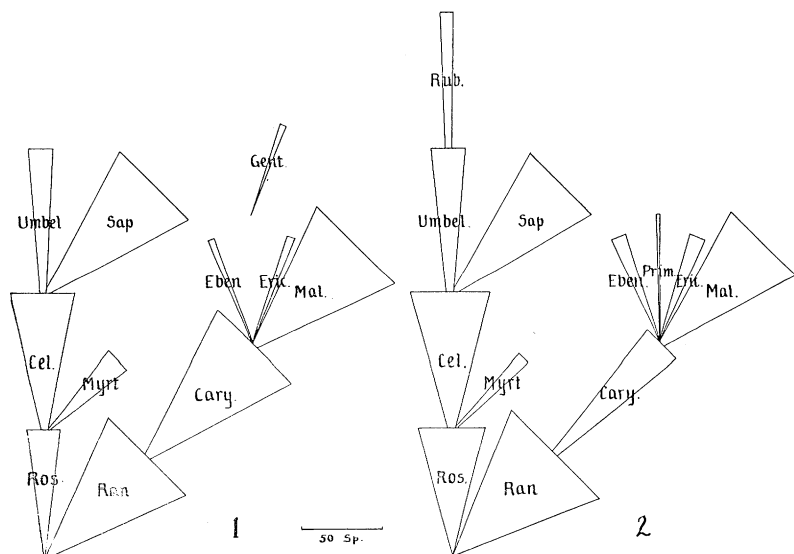 Gent.
Umbel
Sap
Eben
Eric.
Mal.
Cel.
Myrt
Cary.
Ros.
Ran
1
50 Sp.
Rub.
Umbel.
Sap
Eben.
Prim.
Eric.
Mal.
Cel.
Myrt
Cary.
Ros.
Ran
2